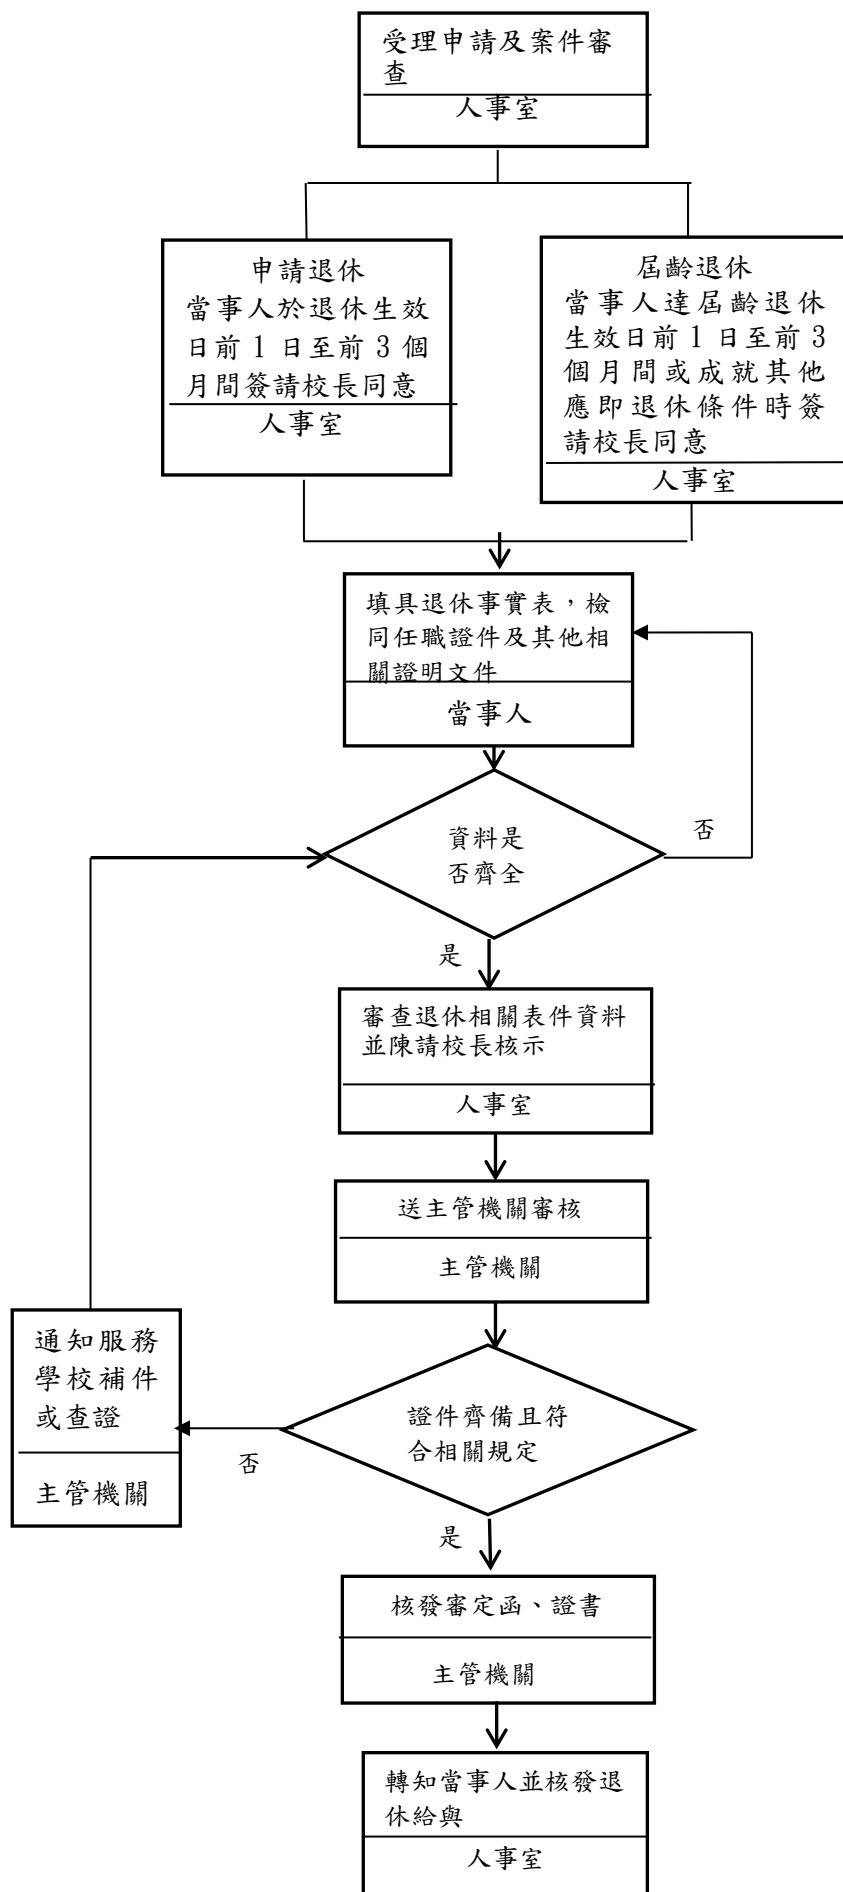 受理申請及案件審
查
人事室
申請退休
當事人於退休生效
日前1日至前3個
月間簽請校長同意
人事室
屆齡退休
當事人達屆齡退休
生效日前1日至前3
個月間或成就其他
應即退休條件時簽
請校長同意
人事室
填具退休事實表，檢
同任職證件及其他相
關證明文件
當事人
資料是
否齊全
否
是
審查退休相關表件資料
並陳請校長核示
人事室
送主管機關審核
主管機關
通知服務
學校補件
或查證
主管機關
否
證件齊備且符
合相關規定
是
核發審定函、證書
主管機關
轉知當事人並核發退
休給與
人事室